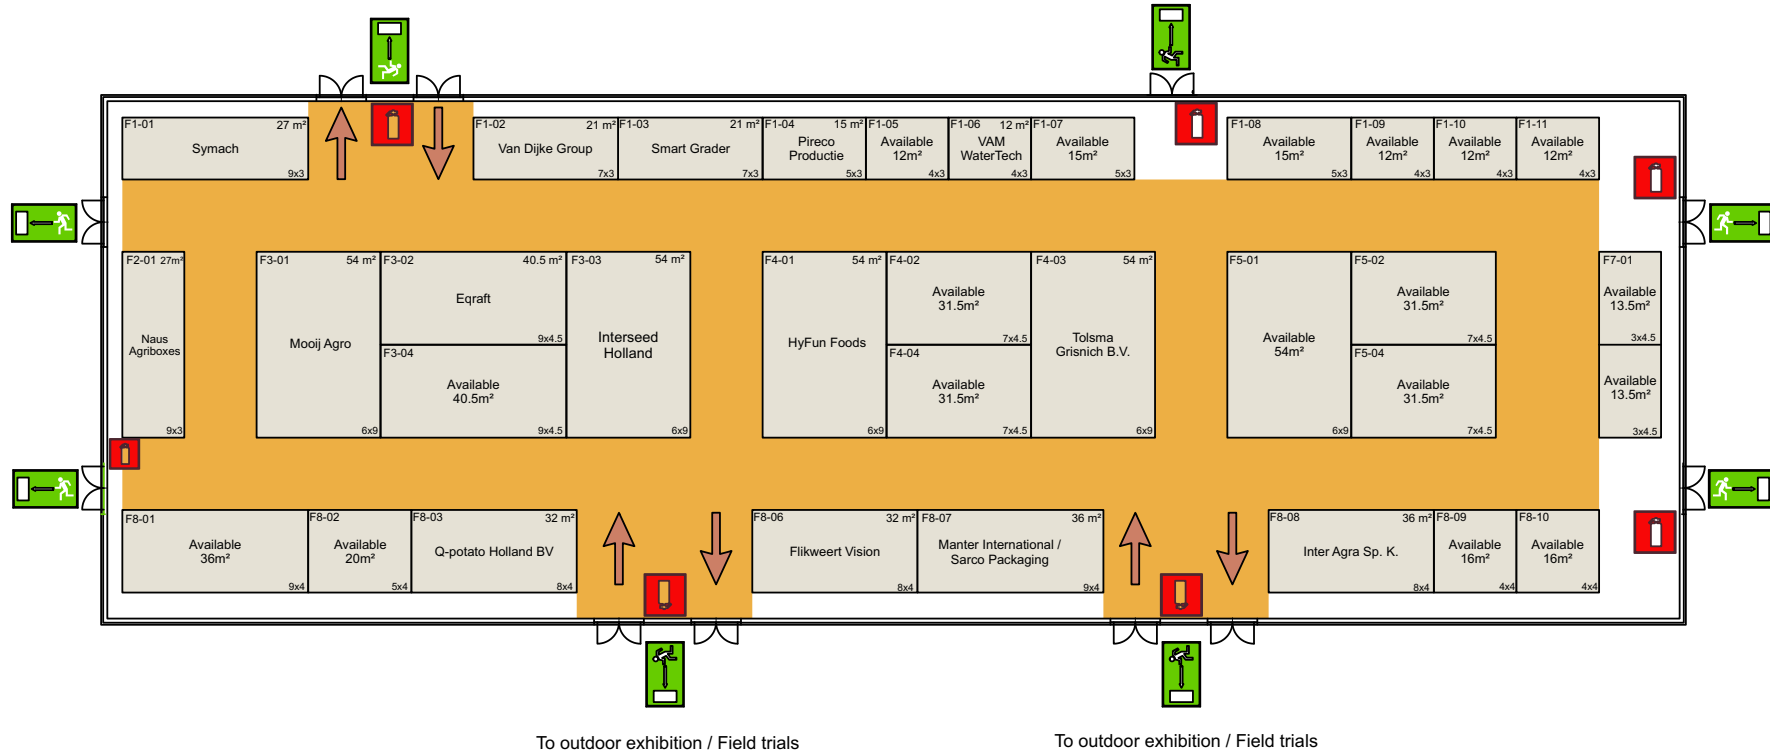 F1-01 27 m²
Symach
9x3
F1-02 21 m²
Van Dijke Group
7x3
F1-03 21 m²
Smart Grader
7x3
F1-04 15 m²
Pireco
Productie
5x3
F1-05
Available
12m²
4x3
F1-06 12 m²
VAM
WaterTech
4x3
F1-07
Available
15m²
5x3
F1-08
Available
15m²
5x3
F1-09
Available
12m²
4x3
F1-10
Available
12m²
4x3
F1-11
Available
12m²
4x3
F2-01 27m²
Naus
Agriboxes
9x3
F3-01 54 m²
Mooij Agro
6x9
F3-02 40.5 m²
Eqraft
9x4.5
F3-04
Available
40.5m²
9x4.5
F3-03 54 m²
Interseed
Holland
6x9
F4-01 54 m²
HyFun Foods
6x9
F4-02
Available
31.5m²
7x4.5
F4-04
Available
31.5m²
7x4.5
F4-03 54 m²
Tolsma
Grisnich B.V.
6x9
F5-01
Available
54m²
6x9
F5-02
Available
31.5m²
7x4.5
F5-04
Available
31.5m²
7x4.5
F7-01
Available
13.5m²
3x4.5
Available
13.5m²
3x4.5
F8-01
Available
36m²
9x4
F8-02
Available
20m²
5x4
F8-03 32 m²
Q-potato Holland BV
8x4
F8-06 32 m²
Flikweert Vision
8x4
F8-07 36 m²
Manter International /
Sarco Packaging
9x4
F8-08 36 m²
Inter Agra Sp. K.
8x4
F8-09
Available
16m²
4x4
F8-10
Available
16m²
4x4
To outdoor exhibition / Field trials
To outdoor exhibition / Field trials